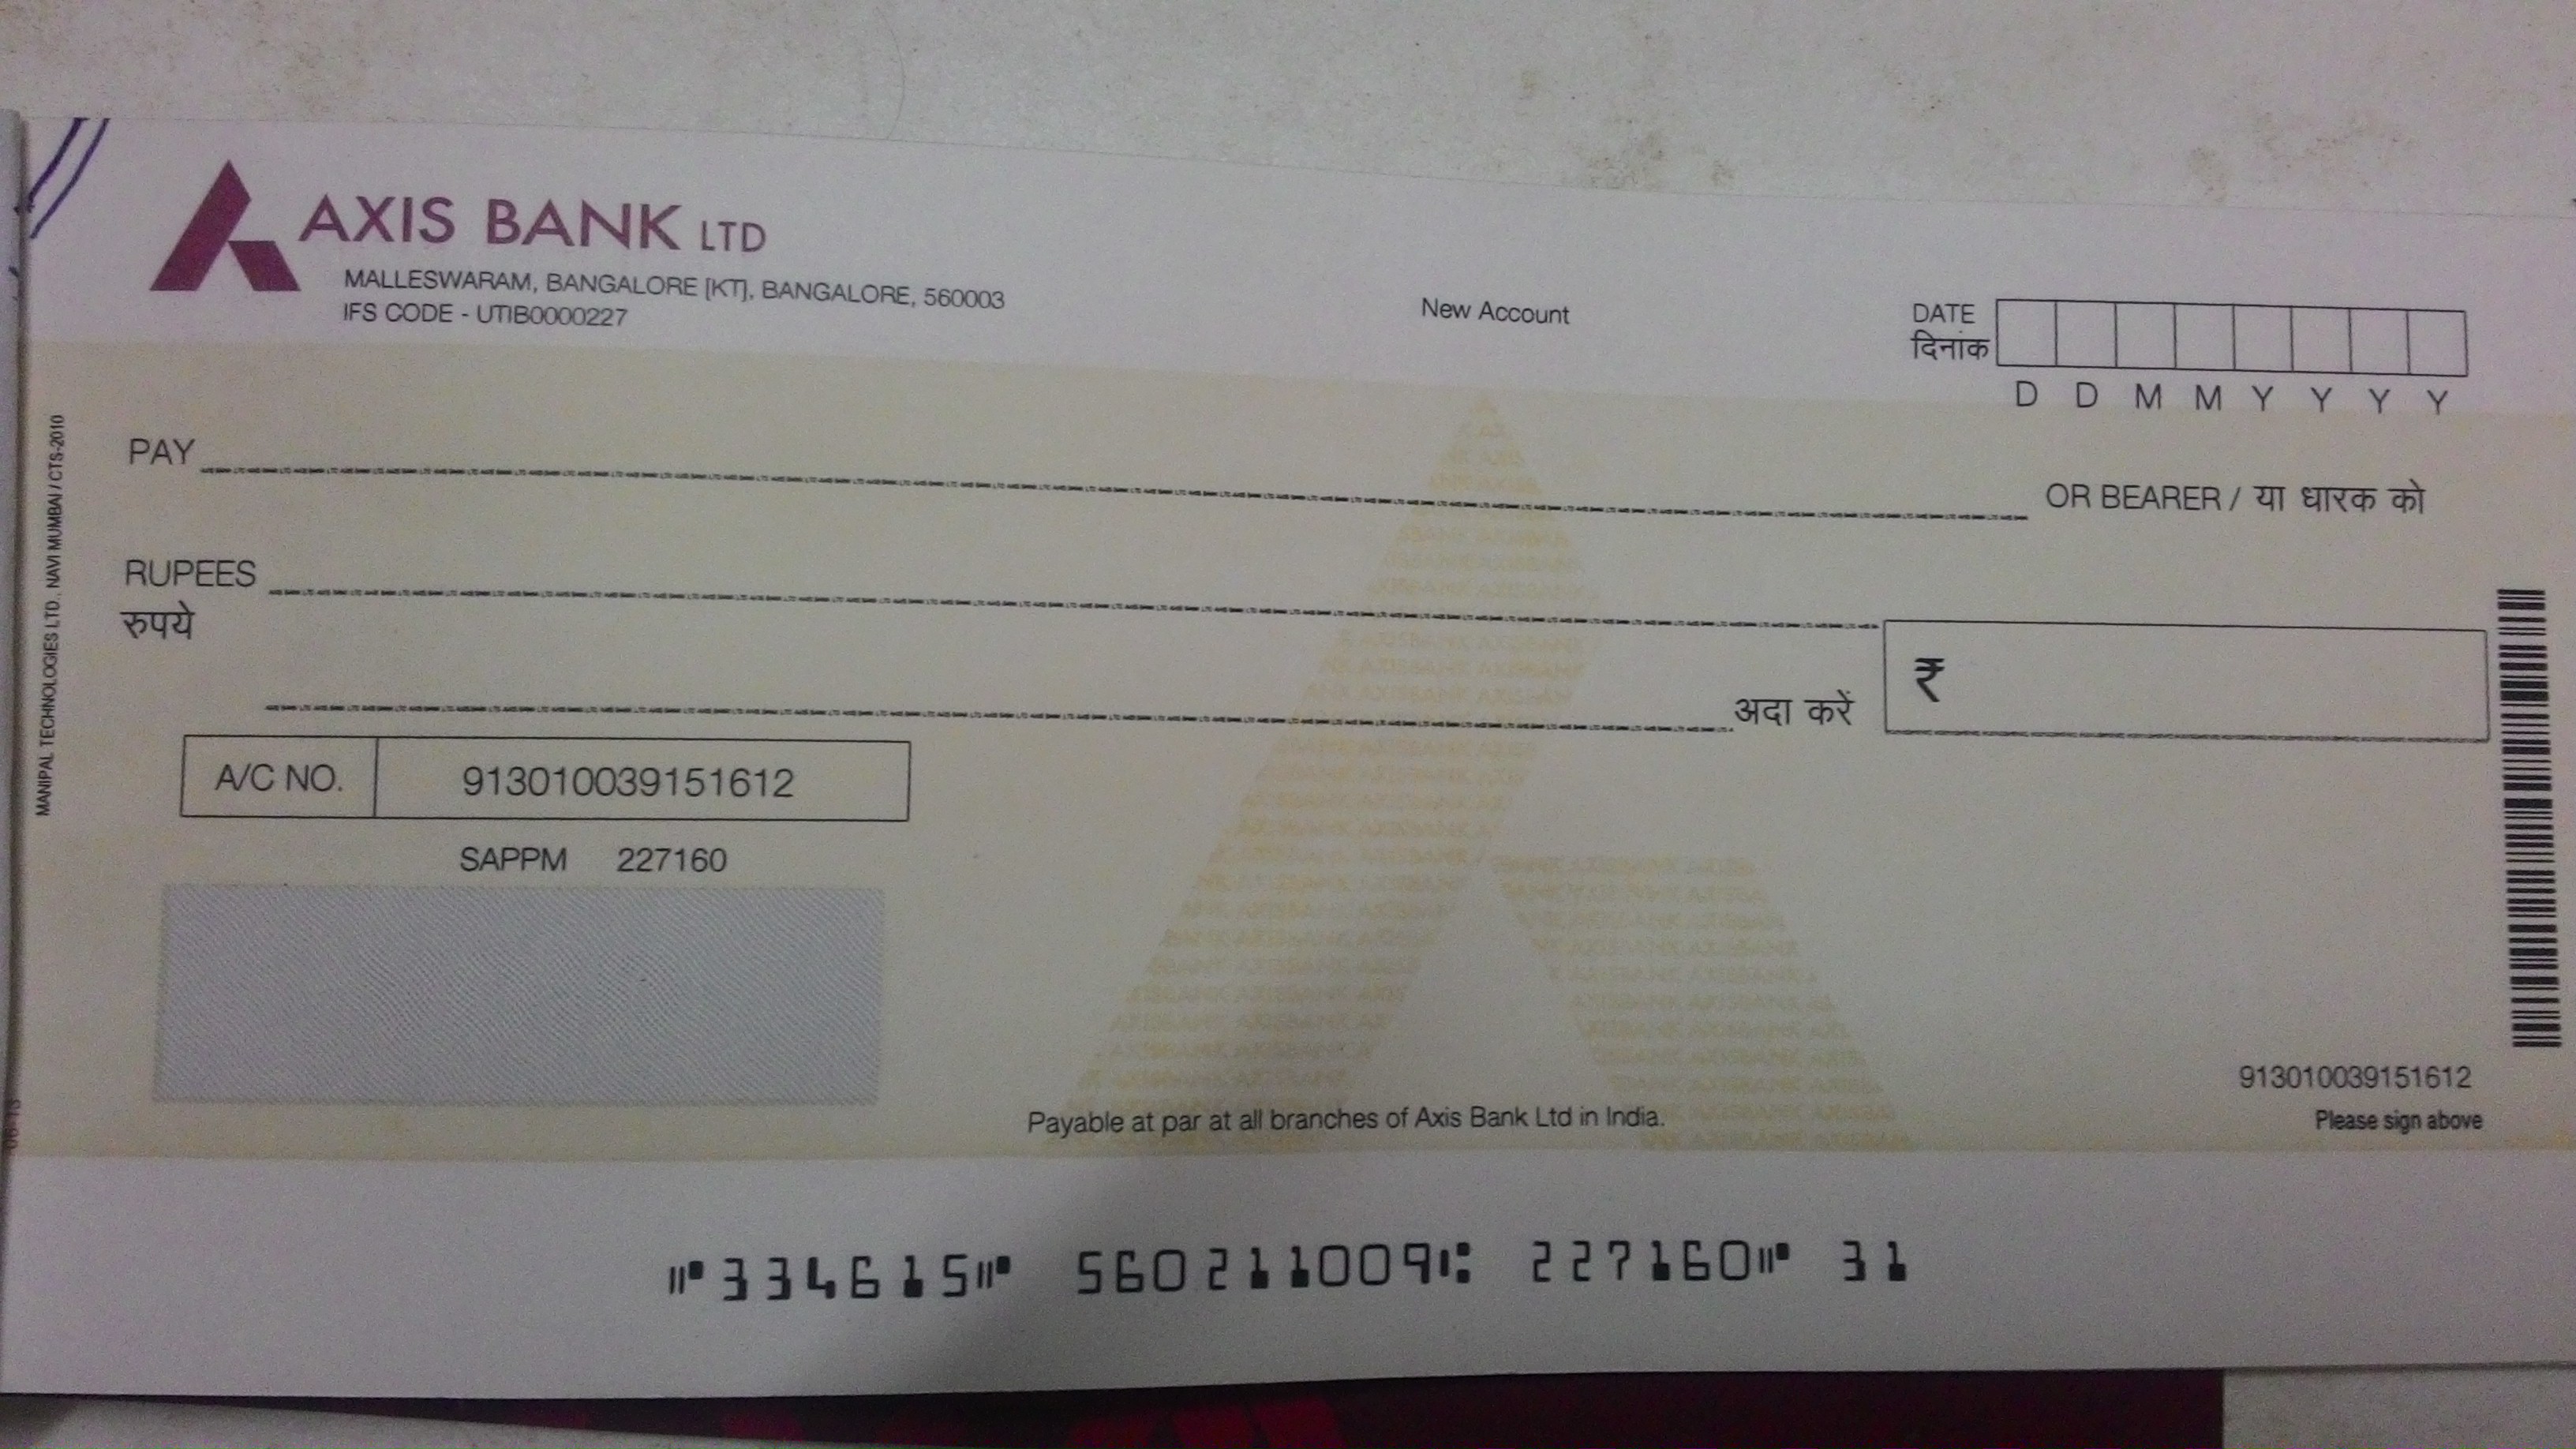 06-13
MANIPAL TECHNOLOGIES LTD., NAVI MUMBAI / CTS-2010
AXIS BANK LTD
MALLESWARAM, BANGALORE [KT], BANGALORE, 560003
IFS CODE - UTIB0000227
New Account
DATE
दिनांक
D D M M Y Y Y Y
PAY
OR BEARER / या धारक को
RUPEES
रुपये
अदा करें
₹
A/C NO. 913010039151612
SAPPM 227160
913010039151612
Payable at par at all branches of Axis Bank Ltd in India.
Please sign above
⑈334615⑈ 560211009⑆ 227160⑈ 31